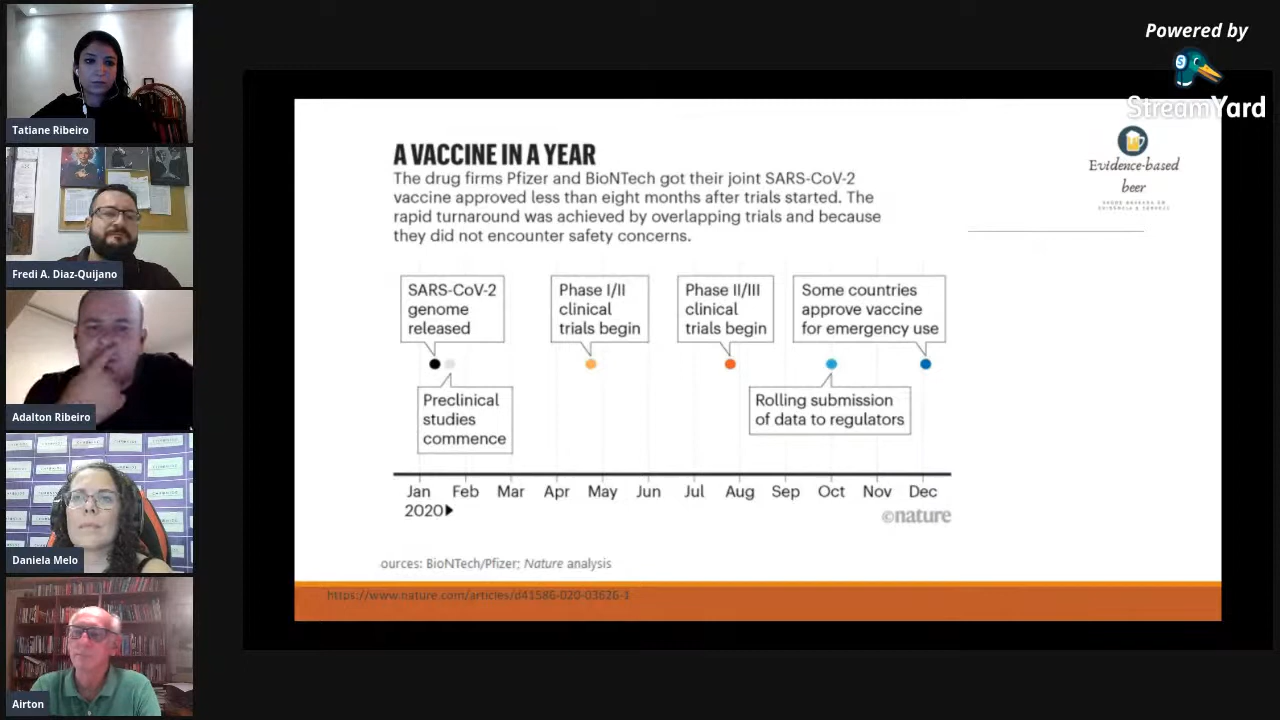 Powered by
StreamYard
Tatiane Ribeiro
Fredi A. Diaz-Quijano
Adalton Ribeiro
Daniela Melo
Airton
Evidence-based
beer
A VACCINE IN A YEAR
The drug firms Pfizer and BioNTech got their joint SARS-CoV-2
vaccine approved less than eight months after trials started. The
rapid turnaround was achieved by overlapping trials and because
they did not encounter safety concerns.
SARS-CoV-2
genome
released
Phase I/II
clinical
trials begin
Phase II/III
clinical
trials begin
Some countries
approve vaccine
for emergency use
Preclinical
studies
commence
Rolling submission
of data to regulators
Jan Feb Mar Apr May Jun Jul Aug Sep Oct Nov Dec
2020
©nature
ources: BioNTech/Pfizer; Nature analysis
https://www.nature.com/articles/d41586-020-03626-1